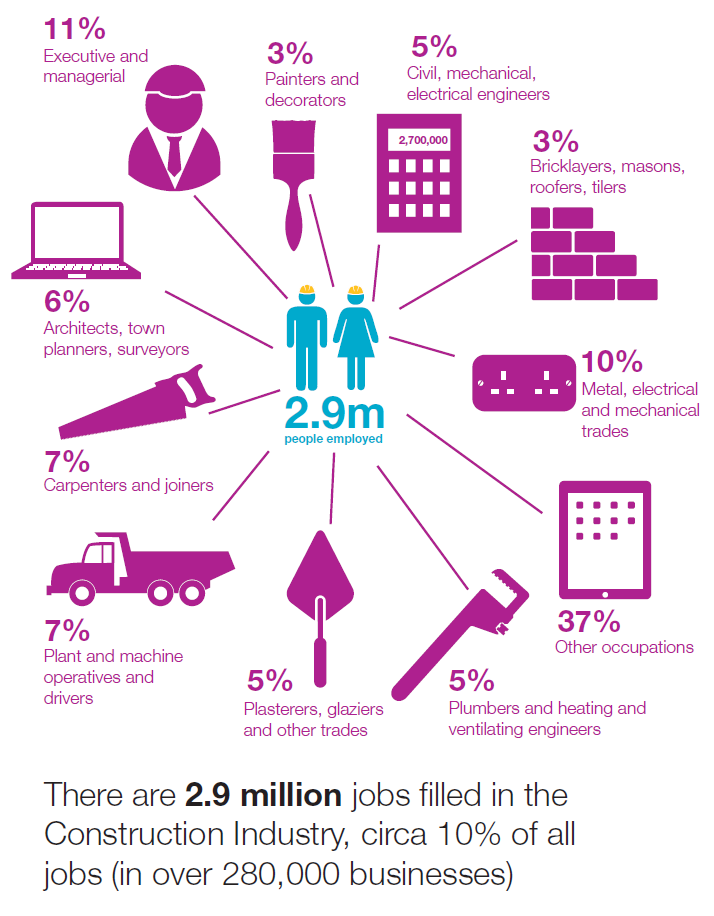 11%
Executive and
managerial
3%
Painters and
decorators
5%
Civil, mechanical,
electrical engineers
2,700,000
3%
Bricklayers, masons,
roofers, tilers
6%
Architects, town
planners, surveyors
10%
Metal, electrical
and mechanical
trades
2.9m
people employed
7%
Carpenters and joiners
37%
Other occupations
7%
Plant and machine
operatives and
drivers
5%
Plasterers, glaziers
and other trades
5%
Plumbers and heating and
ventilating engineers
There are 2.9 million jobs filled in the
Construction Industry, circa 10% of all
jobs (in over 280,000 businesses)